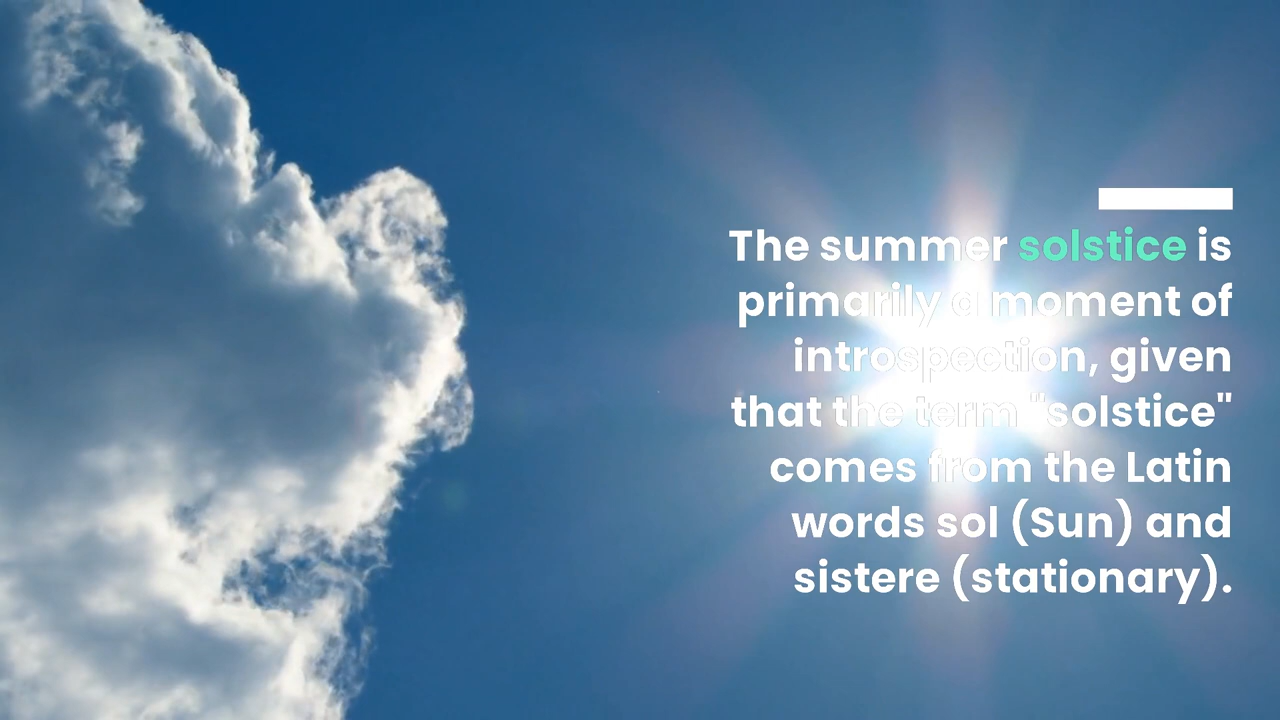 The summer solstice is
primarily a moment of
introspection, given
that the term "solstice"
comes from the Latin
words sol (Sun) and
sistere (stationary).